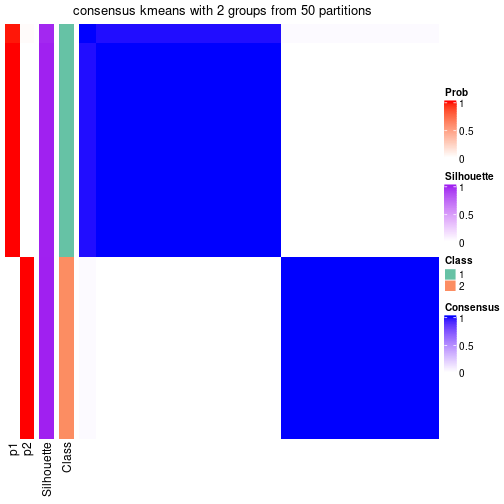 consensus kmeans with 2 groups from 50 partitions
Prob
1
0.5
0
Silhouette
1
0.5
0
Class
1
2
Consensus
1
0.5
0
p1
p2
Silhouette
Class